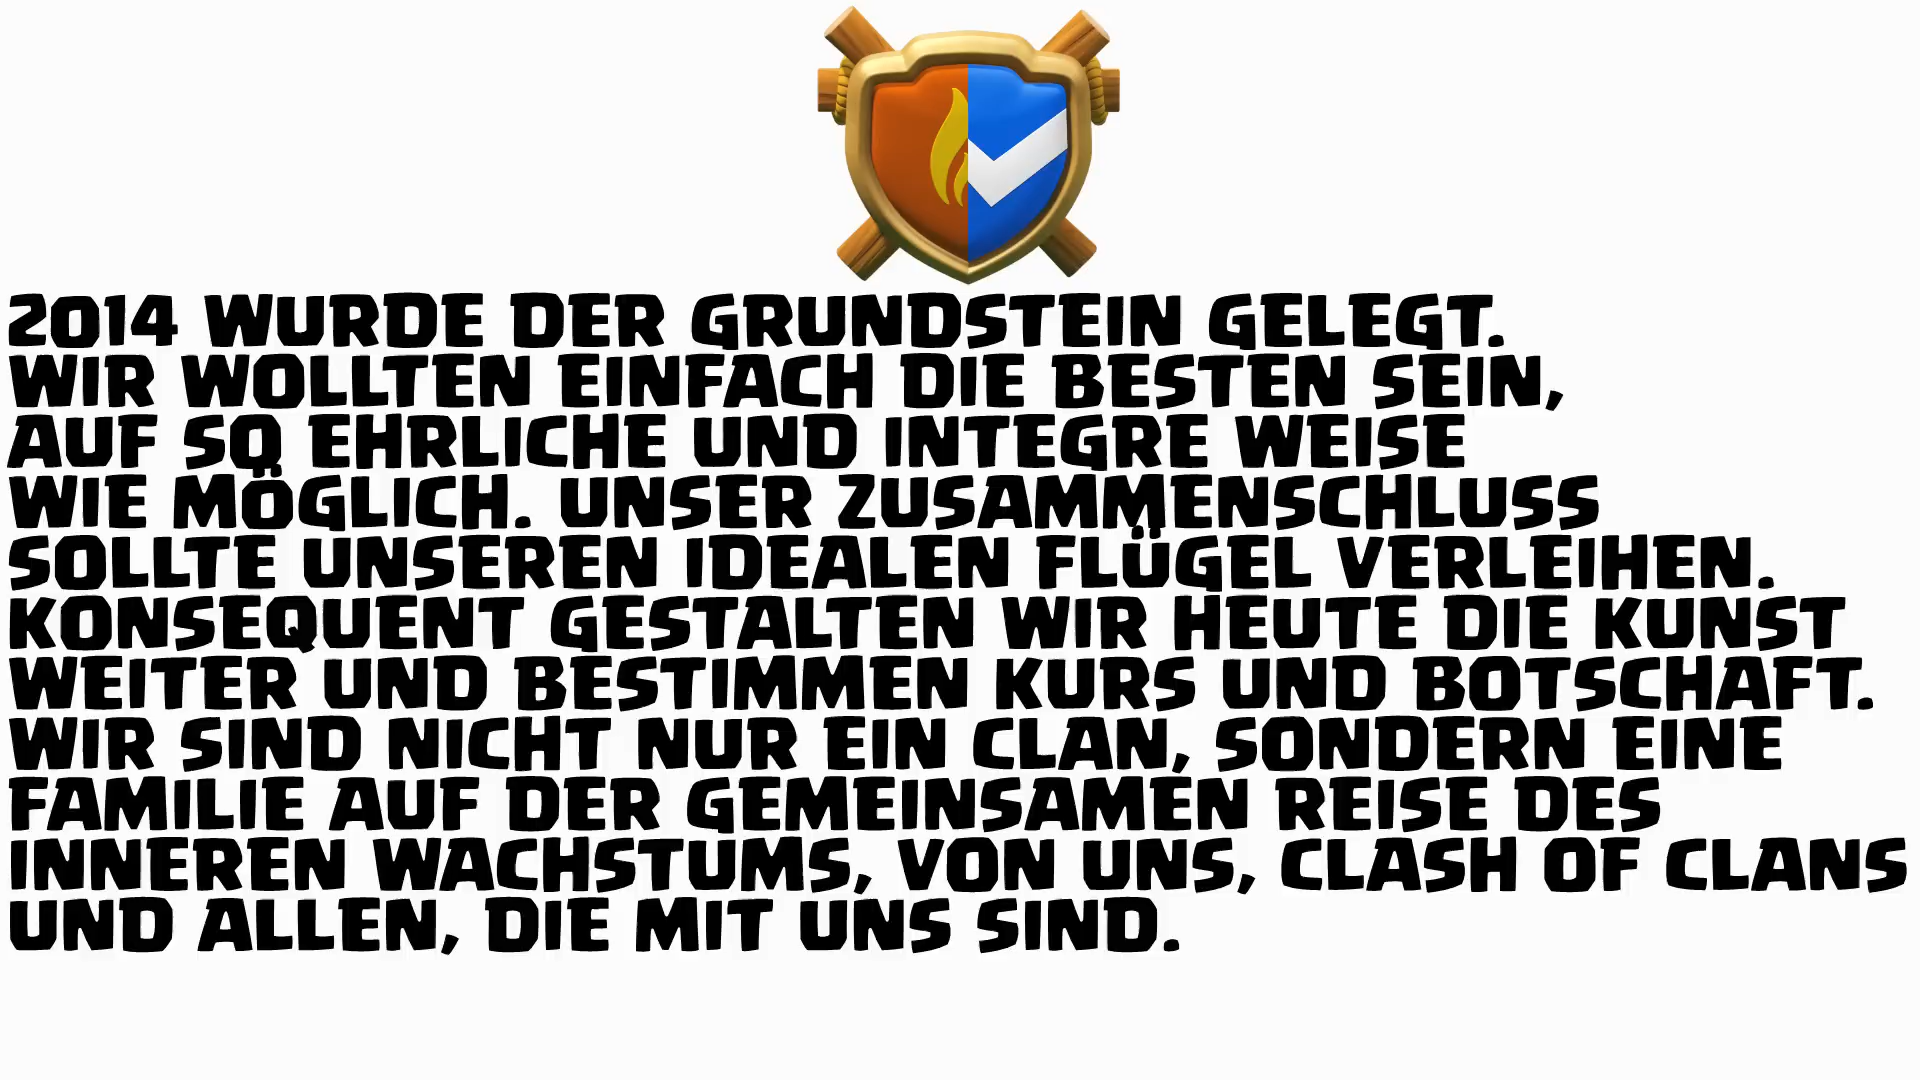 2014 WURDE DER GRUNDSTEIN GELEGT.
WIR WOLLTEN EINFACH DIE BESTEN SEIN,
AUF SO EHRLICHE UND INTEGRE WEISE
WIE MÖGLICH. UNSER ZUSAMMENSCHLUSS
SOLLTE UNSEREN IDEALEN FLÜGEL VERLEIHEN.
KONSEQUENT GESTALTEN WIR HEUTE DIE KUNST
WEITER UND BESTIMMEN KURS UND BOTSCHAFT.
WIR SIND NICHT NUR EIN CLAN, SONDERN EINE
FAMILIE AUF DER GEMEINSAMEN REISE DES
INNEREN WACHSTUMS, VON UNS, CLASH OF CLANS
UND ALLEN, DIE MIT UNS SIND.